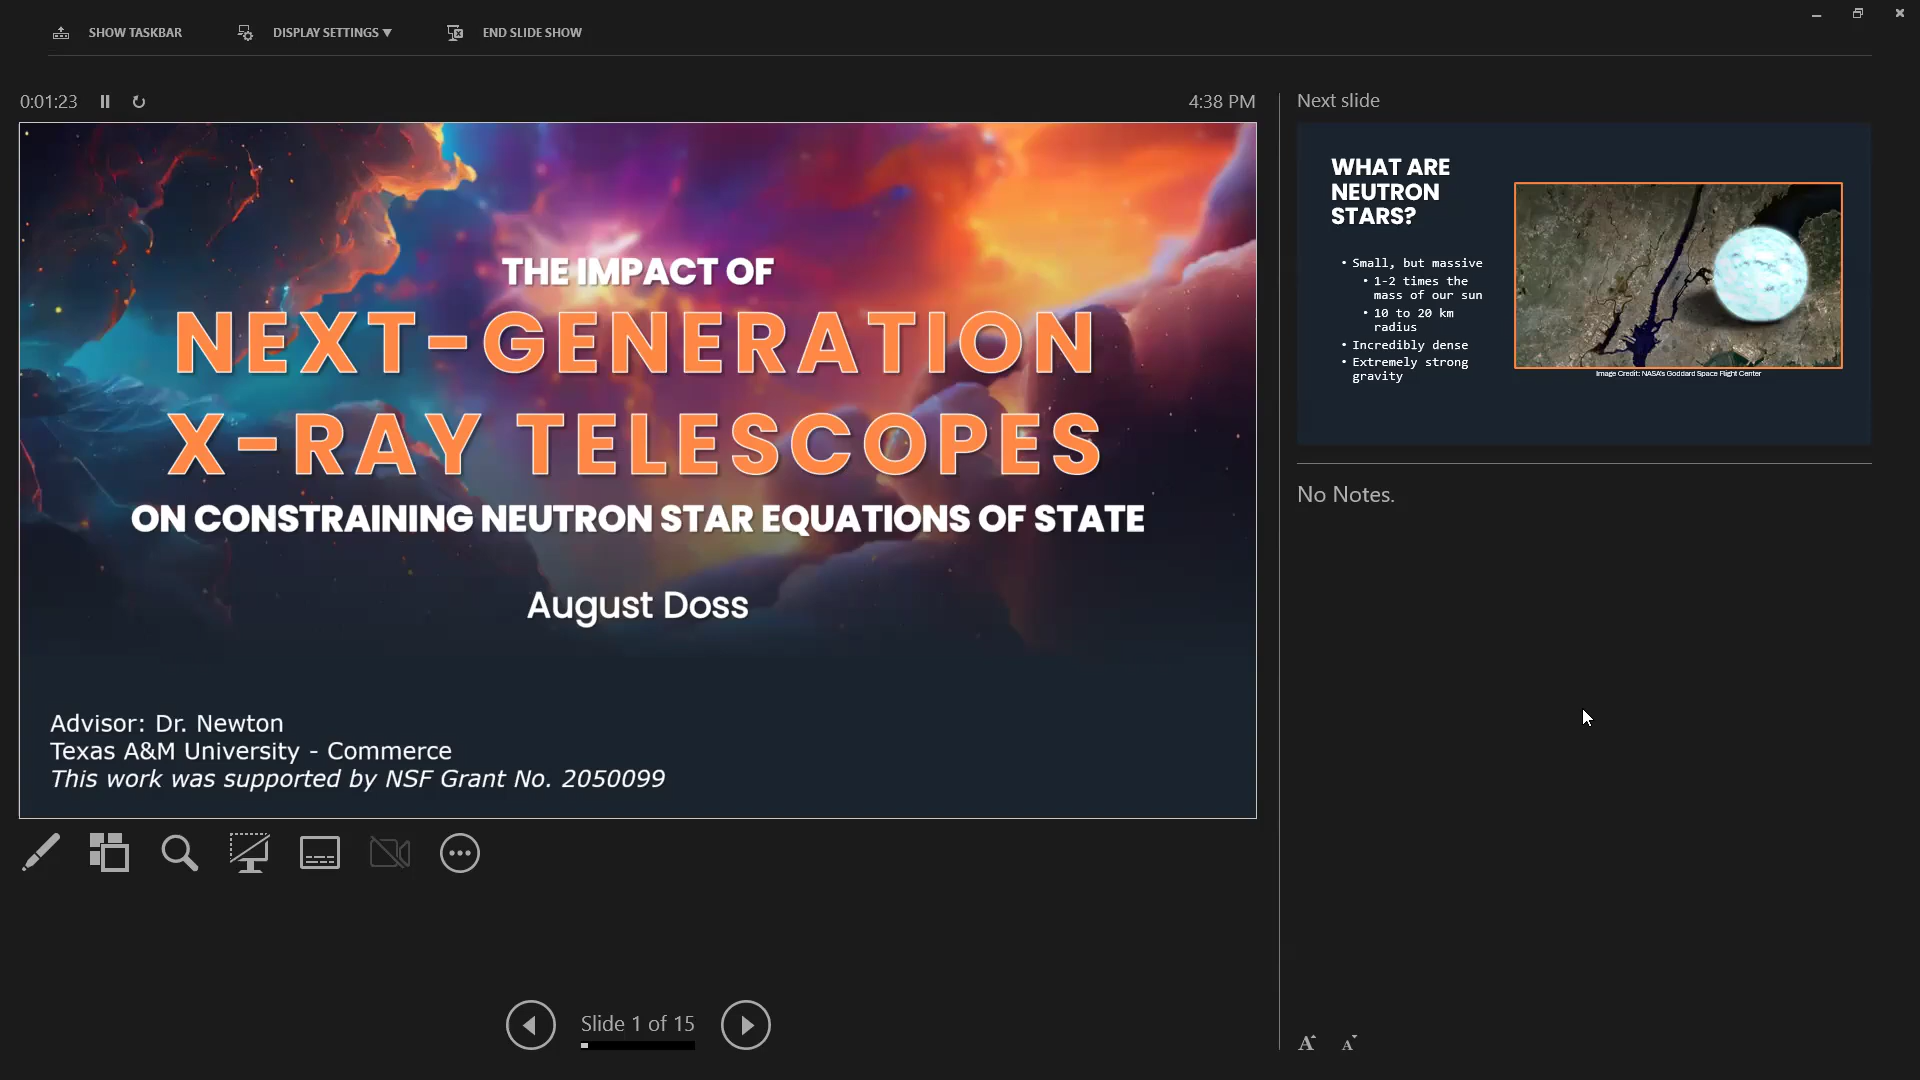 SHOW TASKBAR
DISPLAY SETTINGS ▼
END SLIDE SHOW
0:01:23
4:38 PM
THE IMPACT OF
NEXT-GENERATION
X-RAY TELESCOPES
ON CONSTRAINING NEUTRON STAR EQUATIONS OF STATE
August Doss
Advisor: Dr. Newton
Texas A&M University - Commerce
This work was supported by NSF Grant No. 2050099
Slide 1 of 15
Next slide
WHAT ARE
NEUTRON
STARS?
• Small, but massive
• 1-2 times the
mass of our sun
• 10 to 20 km
radius
• Incredibly dense
• Extremely strong
gravity
Image Credit: NASA's Goddard Space Flight Center
No Notes.
A A